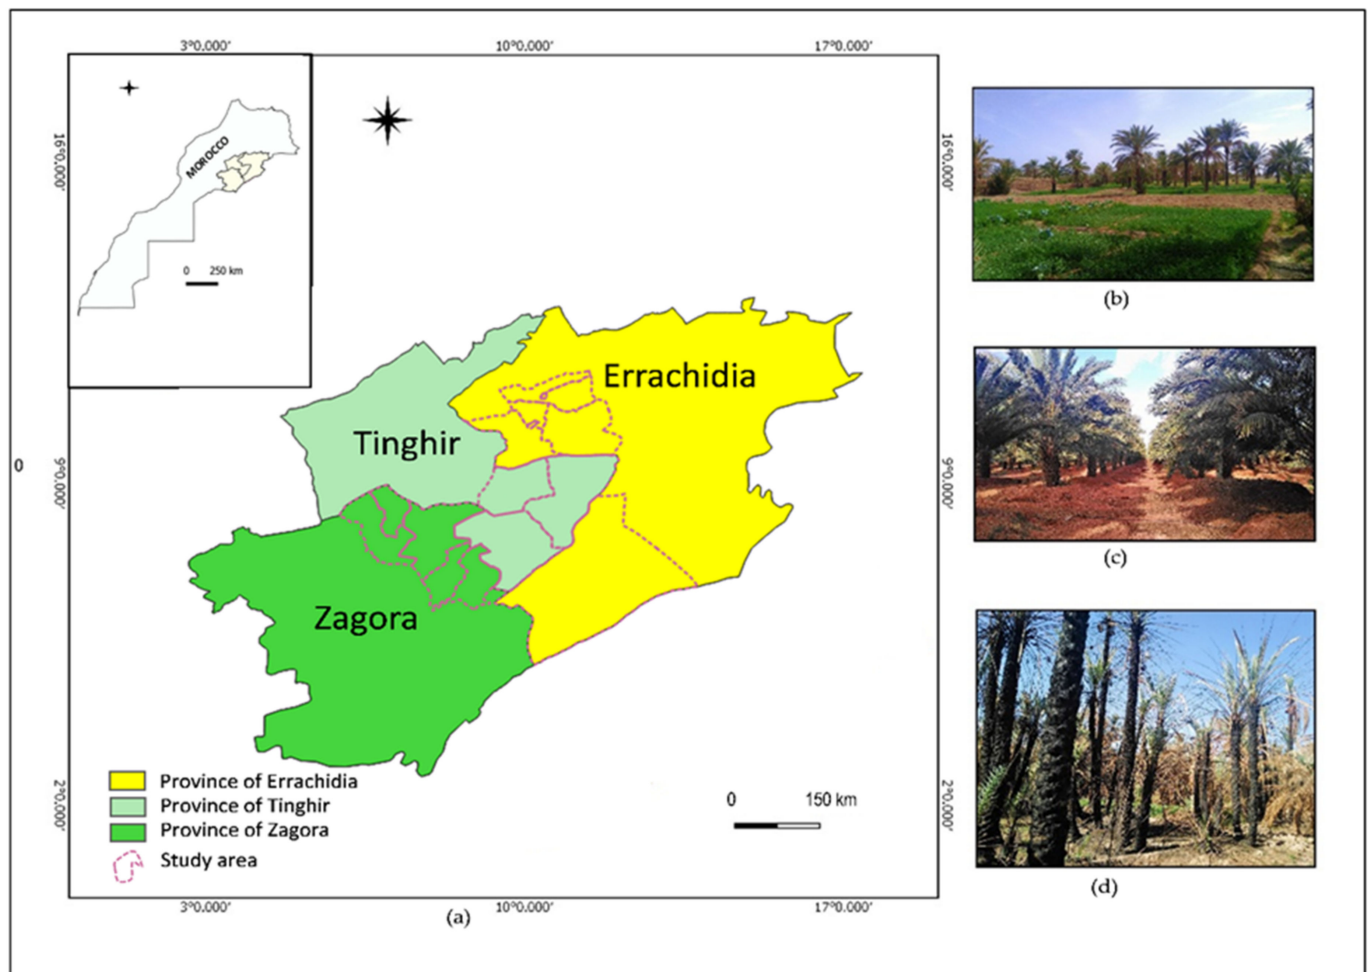 3°0.000′ 10°0.000′ 17°0.000′
MOROCCO
0 250 km
16°0.000′ 16°0.000′
(b)
Errachidia
Tinghir
0
9°0.000′ 9°0.000′
(c)
Zagora
Province of Errachidia
Province of Tinghir
Province of Zagora
Study area
0 150 km
2°0.000′ 2°0.000′
(d)
3°0.000′ 10°0.000′ 17°0.000′
(a)